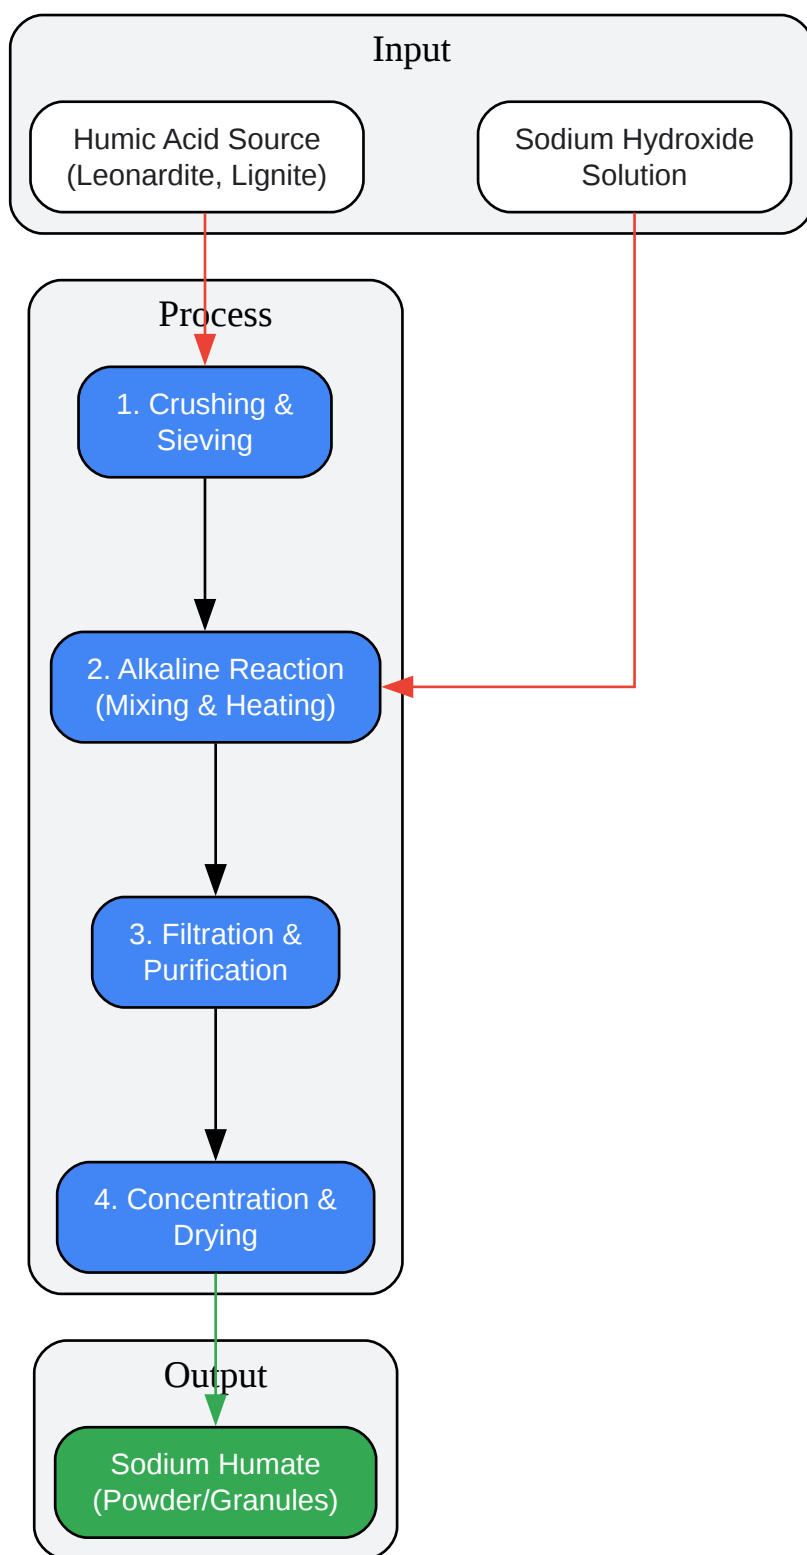 Input
Humic Acid Source
(Leonardite, Lignite)
Sodium Hydroxide
Solution
Process
1. Crushing &
Sieving
2. Alkaline Reaction
(Mixing & Heating)
3. Filtration &
Purification
4. Concentration &
Drying
Output
Sodium Humate
(Powder/Granules)